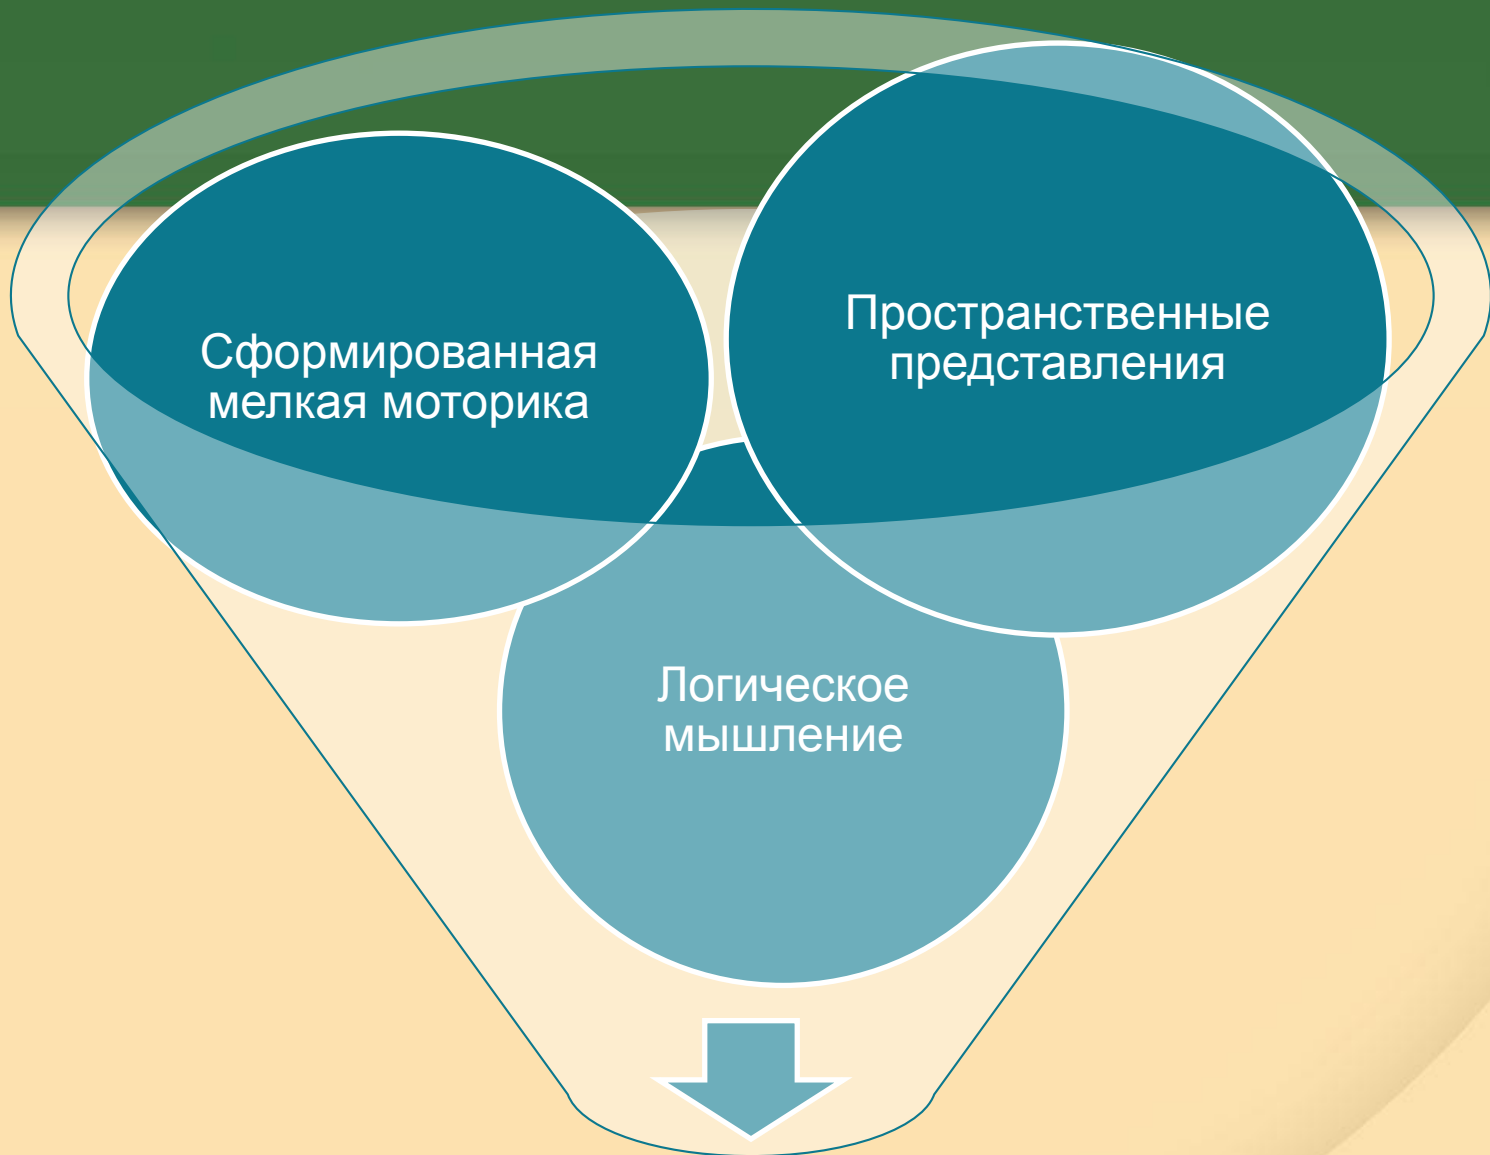 Сформированная
мелкая моторика
Пространственные
представления
Логическое
мышление